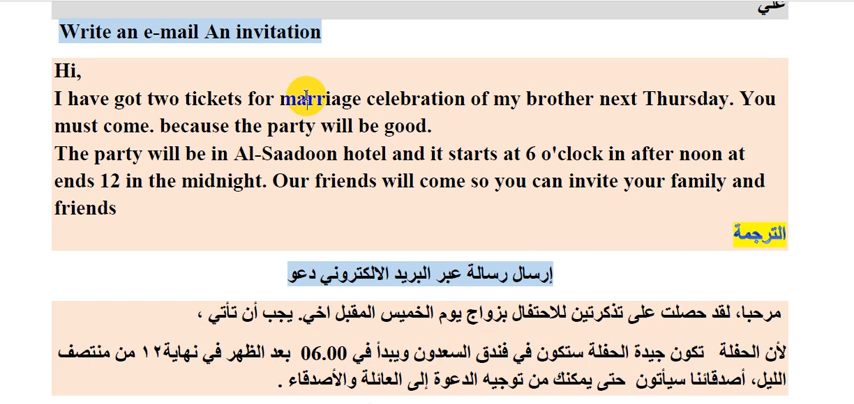 علي
Write an e-mail An invitation
Hi,
I have got two tickets for marriage celebration of my brother next Thursday. You
must come. because the party will be good.
The party will be in Al-Saadoon hotel and it starts at 6 o'clock in after noon at
ends 12 in the midnight. Our friends will come so you can invite your family and
friends
الترجمة
إرسال رسالة عبر البريد الالكتروني دعو
مرحبا، لقد حصلت على تذكرتين للاحتفال بزواج يوم الخميس المقبل اخي. يجب أن تأتي ،
لأن الحفلة تكون جيدة الحفلة ستكون في فندق السعدون ويبدأ في 06.00 بعد الظهر في نهاية١٢ من منتصف
الليل، أصدقائنا سيأتون حتى يمكنك من توجيه الدعوة إلى العائلة والأصدقاء .